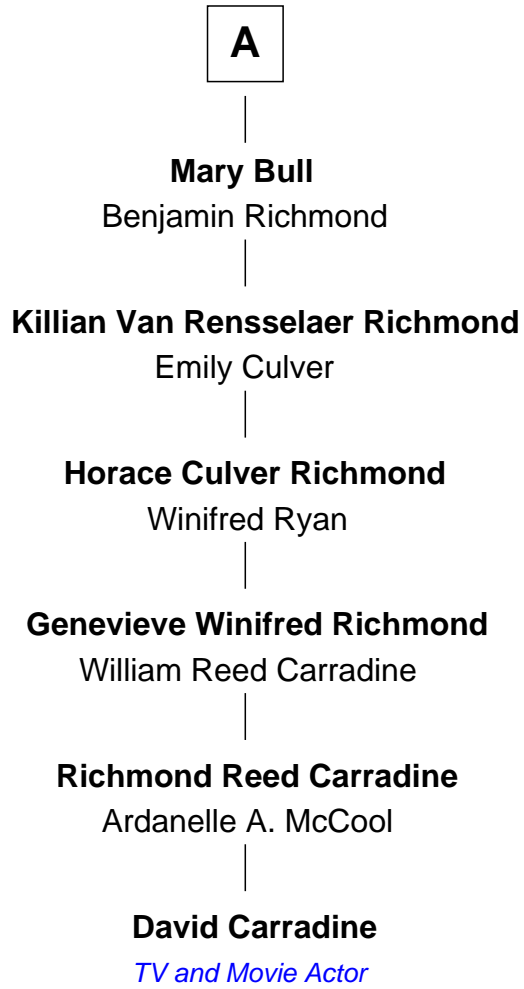 A
Mary Bull
Benjamin Richmond
Killian Van Rensselaer Richmond
Emily Culver
Horace Culver Richmond
Winifred Ryan
Genevieve Winifred Richmond
William Reed Carradine
Richmond Reed Carradine
Ardanelle A. McCool
David Carradine
TV and Movie Actor